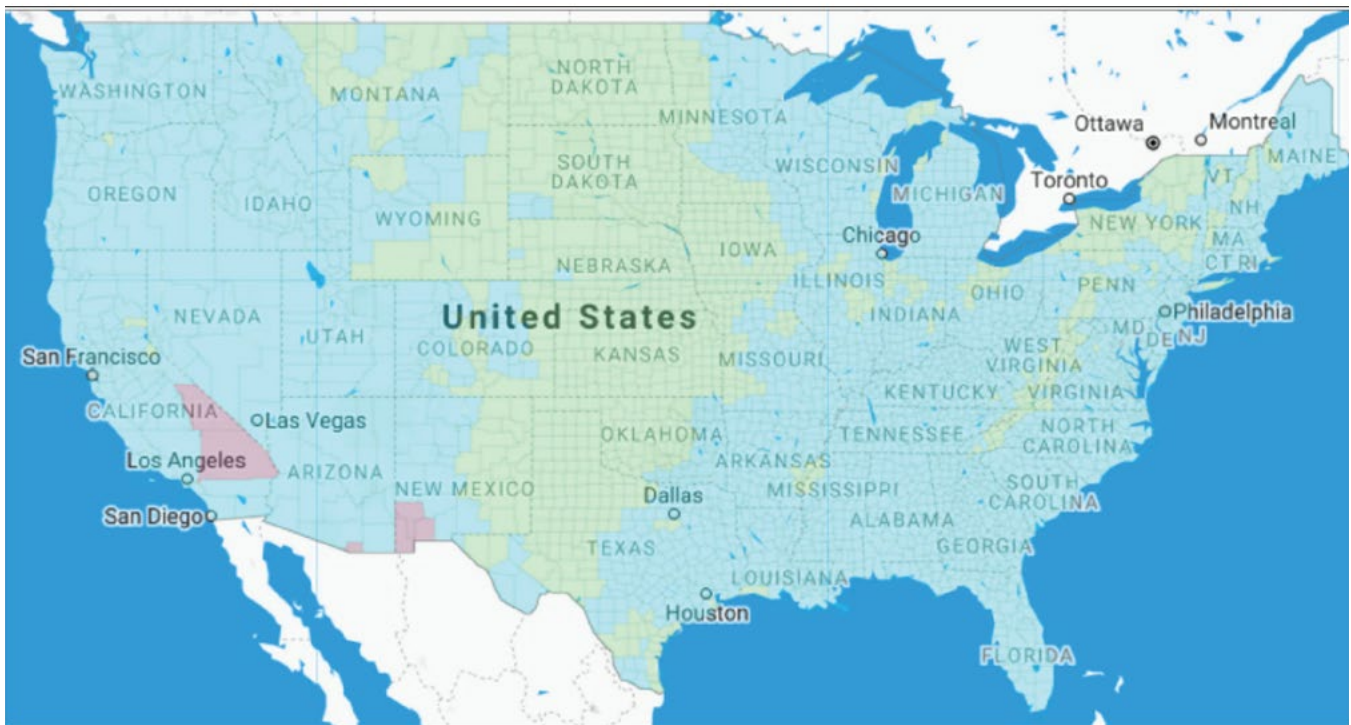 WASHINGTON
MONTANA
NORTH
DAKOTA
MINNESOTA
Ottawa
Montreal
MAINE
OREGON
IDAHO
WYOMING
SOUTH
DAKOTA
WISCONSIN
MICHIGAN
Toronto
VT
NH
NEW YORK
MA
CT RI
Chicago
IOWA
NEBRASKA
ILLINOIS
INDIANA
OHIO
PENN
NEVADA
UTAH
COLORADO
United States
KANSAS
MISSOURI
WEST
VIRGINIA
MD
DE
NJ
Philadelphia
San Francisco
CALIFORNIA
Las Vegas
KENTUCKY
VIRGINIA
Los Angeles
ARIZONA
NEW MEXICO
OKLAHOMA
ARKANSAS
TENNESSEE
NORTH
CAROLINA
San Diego
Dallas
MISSISSIPPI
ALABAMA
SOUTH
CAROLINA
GEORGIA
TEXAS
LOUISIANA
Houston
FLORIDA